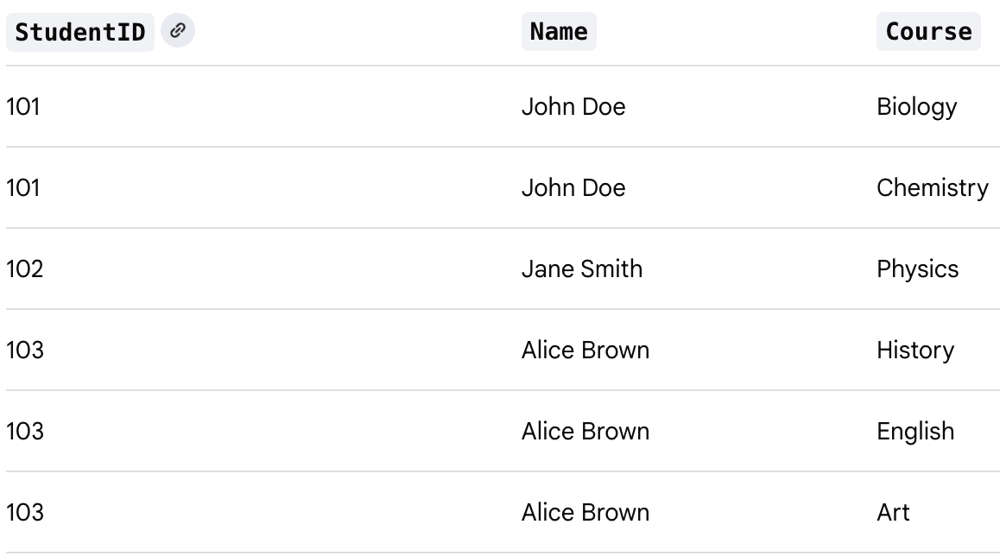 StudentID Name Course
101 John Doe Biology
101 John Doe Chemistry
102 Jane Smith Physics
103 Alice Brown History
103 Alice Brown English
103 Alice Brown Art